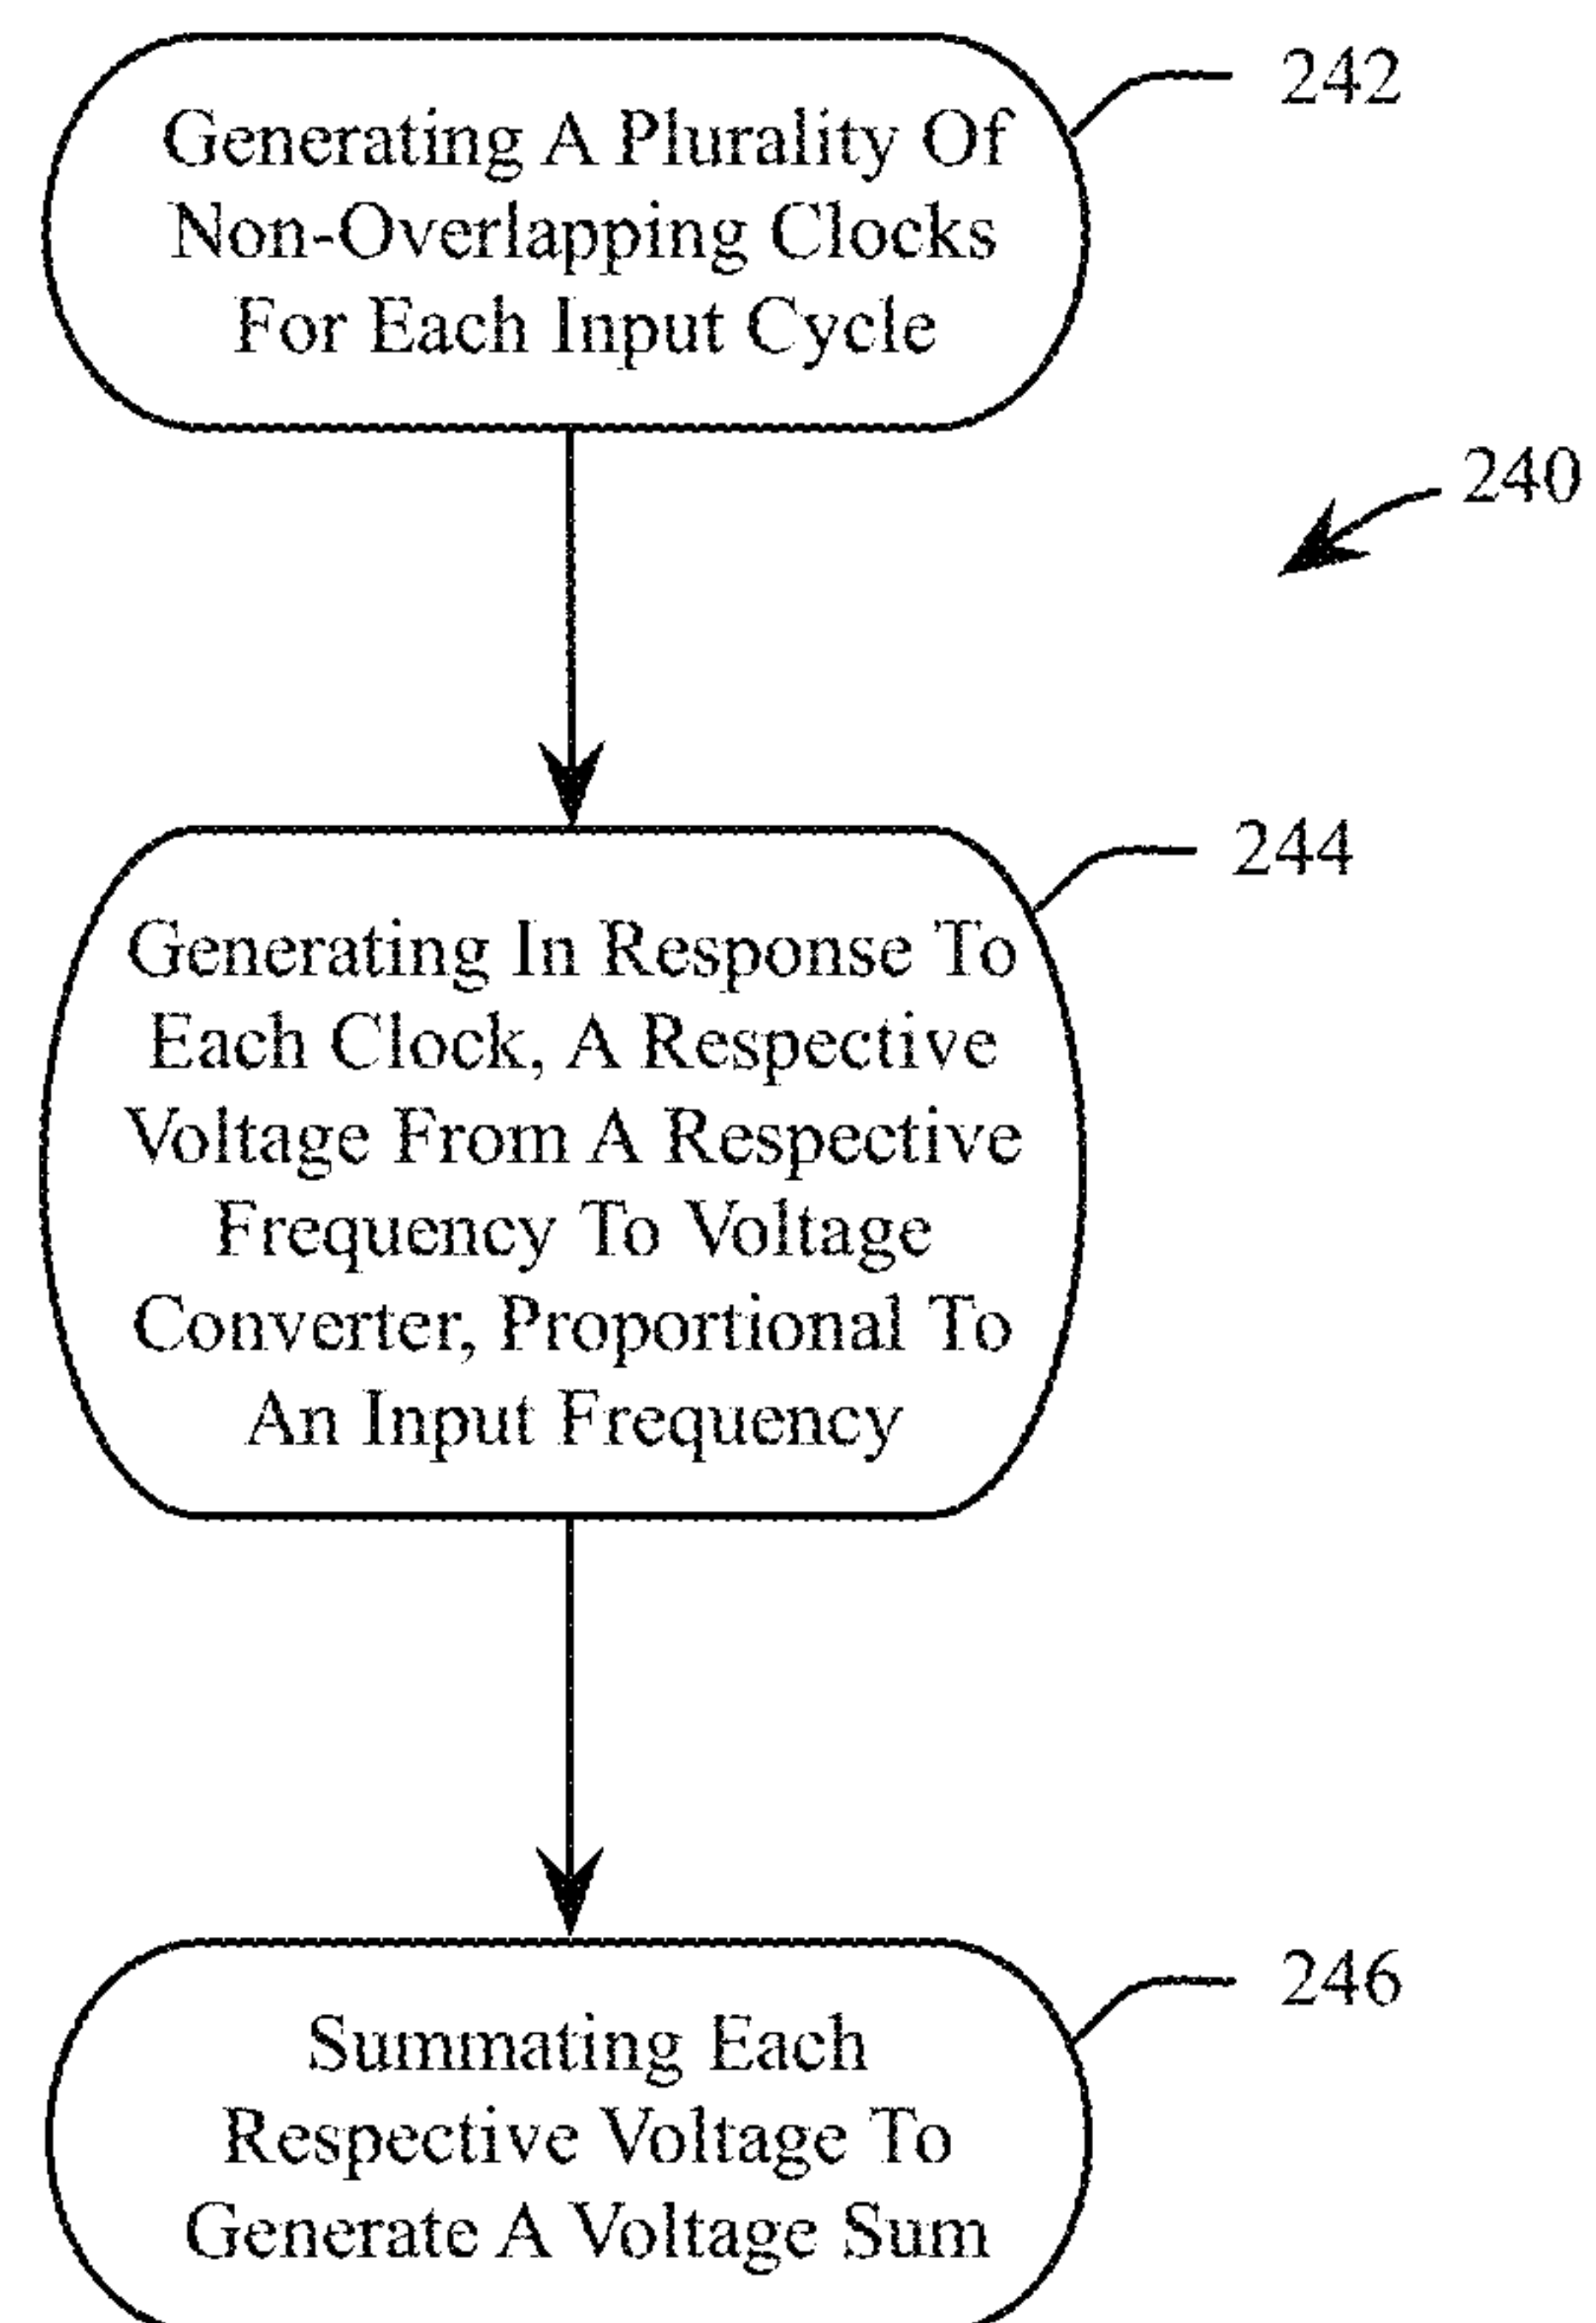 Generating A Plurality Of
Non-Overlapping Clocks
For Each Input Cycle
242
240
Generating In Response To
Each Clock, A Respective
Voltage From A Respective
Frequency To Voltage
Converter, Proportional To
An Input Frequency
244
Summating Each
Respective Voltage To
Generate A Voltage Sum
246